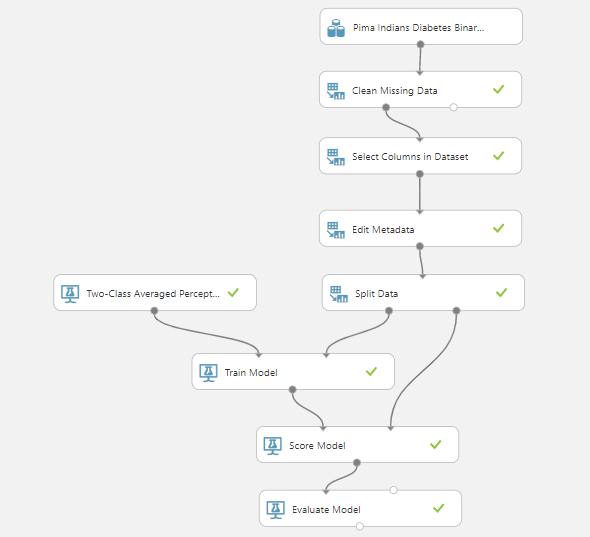 Pima Indians Diabetes Binar...
Clean Missing Data
Select Columns in Dataset
Edit Metadata
Two-Class Averaged Percept...
Split Data
Train Model
Score Model
Evaluate Model